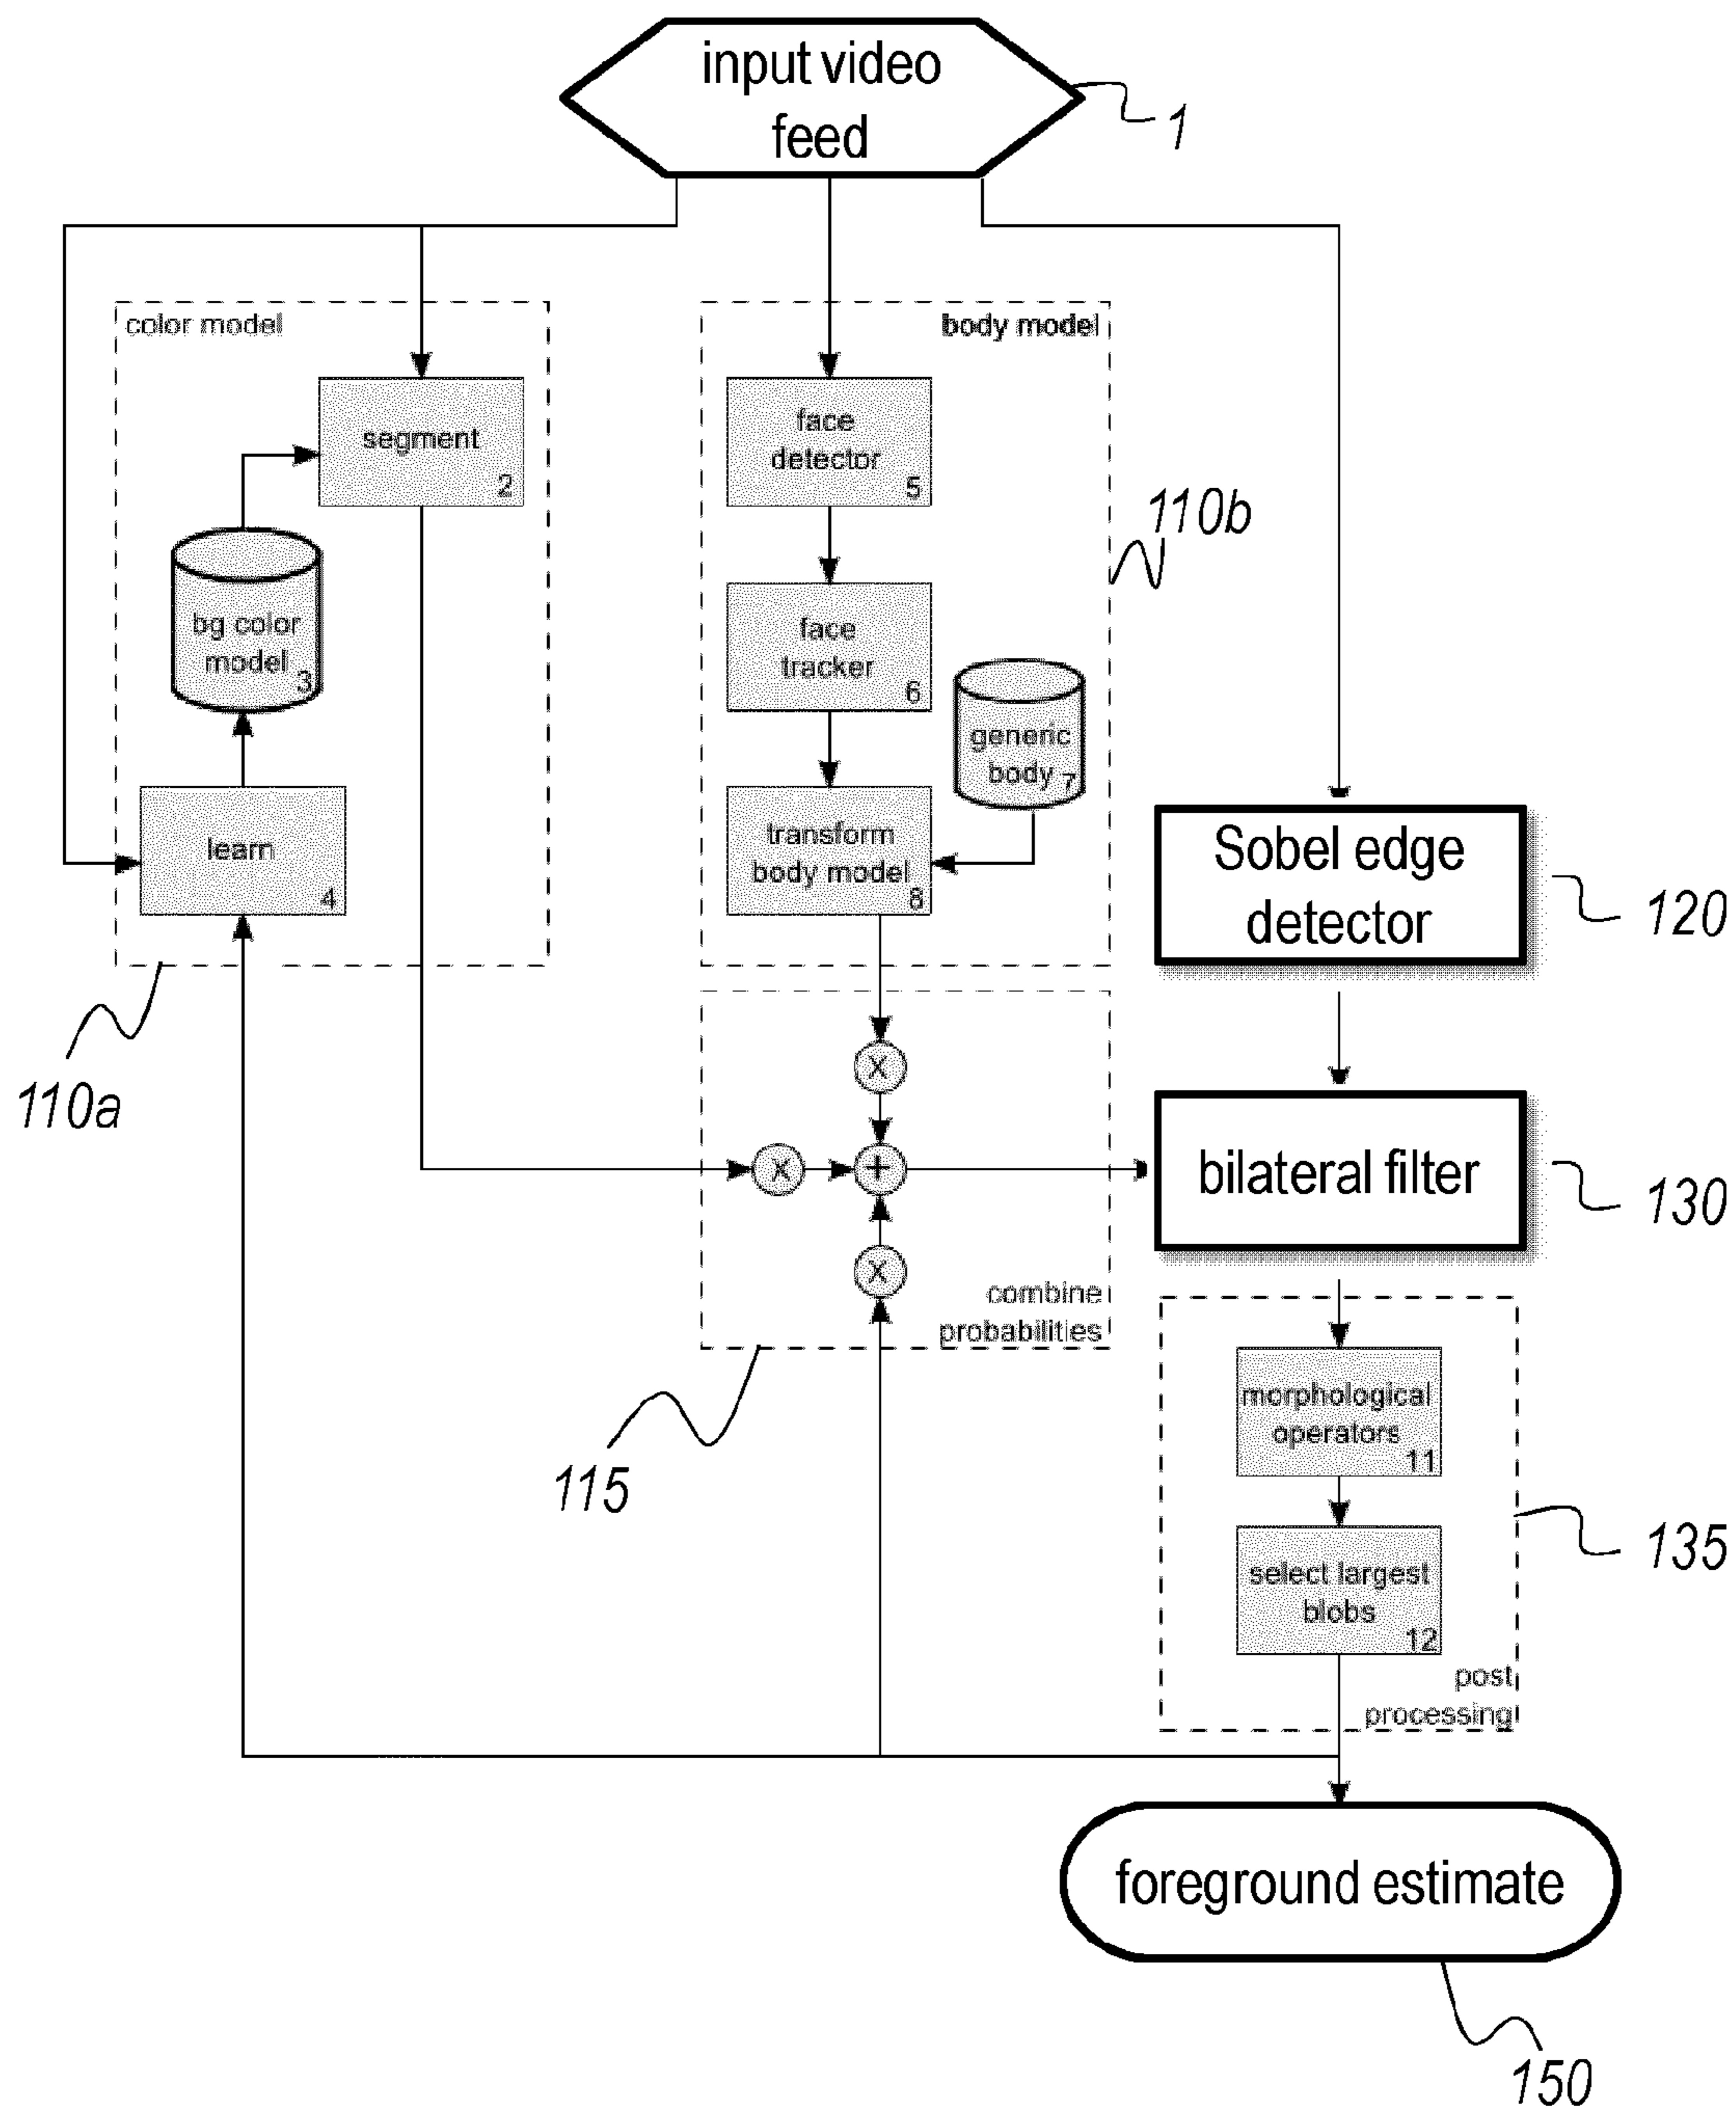 input video
feed
1
color model
segment
2
bg color
model
3
learn
4
110a
body model
face
detector
5
face
tracker
6
generic
body
7
transform
body model
8
110b
Sobel edge
detector
120
X
X
+
X
combine
probabilities
115
bilateral filter
130
morphological
operators
11
select largest
blobs
12
post
processing
135
foreground estimate
150